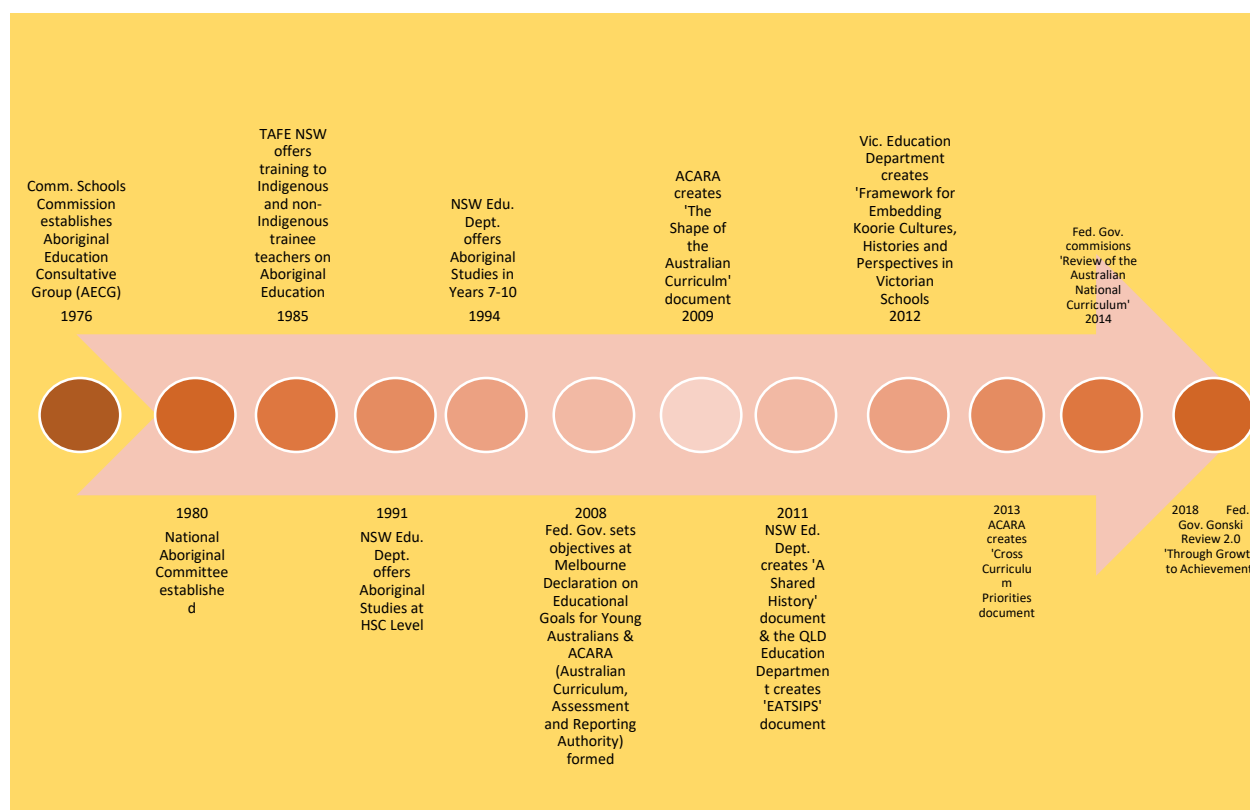 Comm. Schools
Commission
establishes
Aboriginal
Education
Consultative
Group (AECG)
1976
1980
National
Aboriginal
Committee
establishe
d
TAFE NSW
offers
training to
Indigenous
and non-
Indigenous
trainee
teachers on
Aboriginal
Education
1985
1991
NSW Edu.
Dept.
offers
Aboriginal
Studies at
HSC Level
NSW Edu.
Dept.
offers
Aboriginal
Studies in
Years 7-10
1994
2008
Fed. Gov. sets
objectives at
Melbourne
Declaration on
Educational
Goals for Young
Australians &
ACARA
(Australian
Curriculum,
Assessment
and Reporting
Authority)
formed
ACARA
creates
'The
Shape of
the
Australian
Curriculm'
document
2009
2011
NSW Ed.
Dept.
creates 'A
Shared
History'
document
& the QLD
Education
Departmen
t creates
'EATSIPS'
document
Vic. Education
Department
creates
'Framework for
Embedding
Koorie Cultures,
Histories and
Perspectives in
Victorian
Schools
2012
2013
ACARA
creates
'Cross
Curriculu
m
Priorities
document
Fed. Gov.
commisions
'Review of the
Australian
National
Curriculum'
2014
2018 Fed.
Gov. Gonski
Review 2.0
'Through Growt
to Achievement